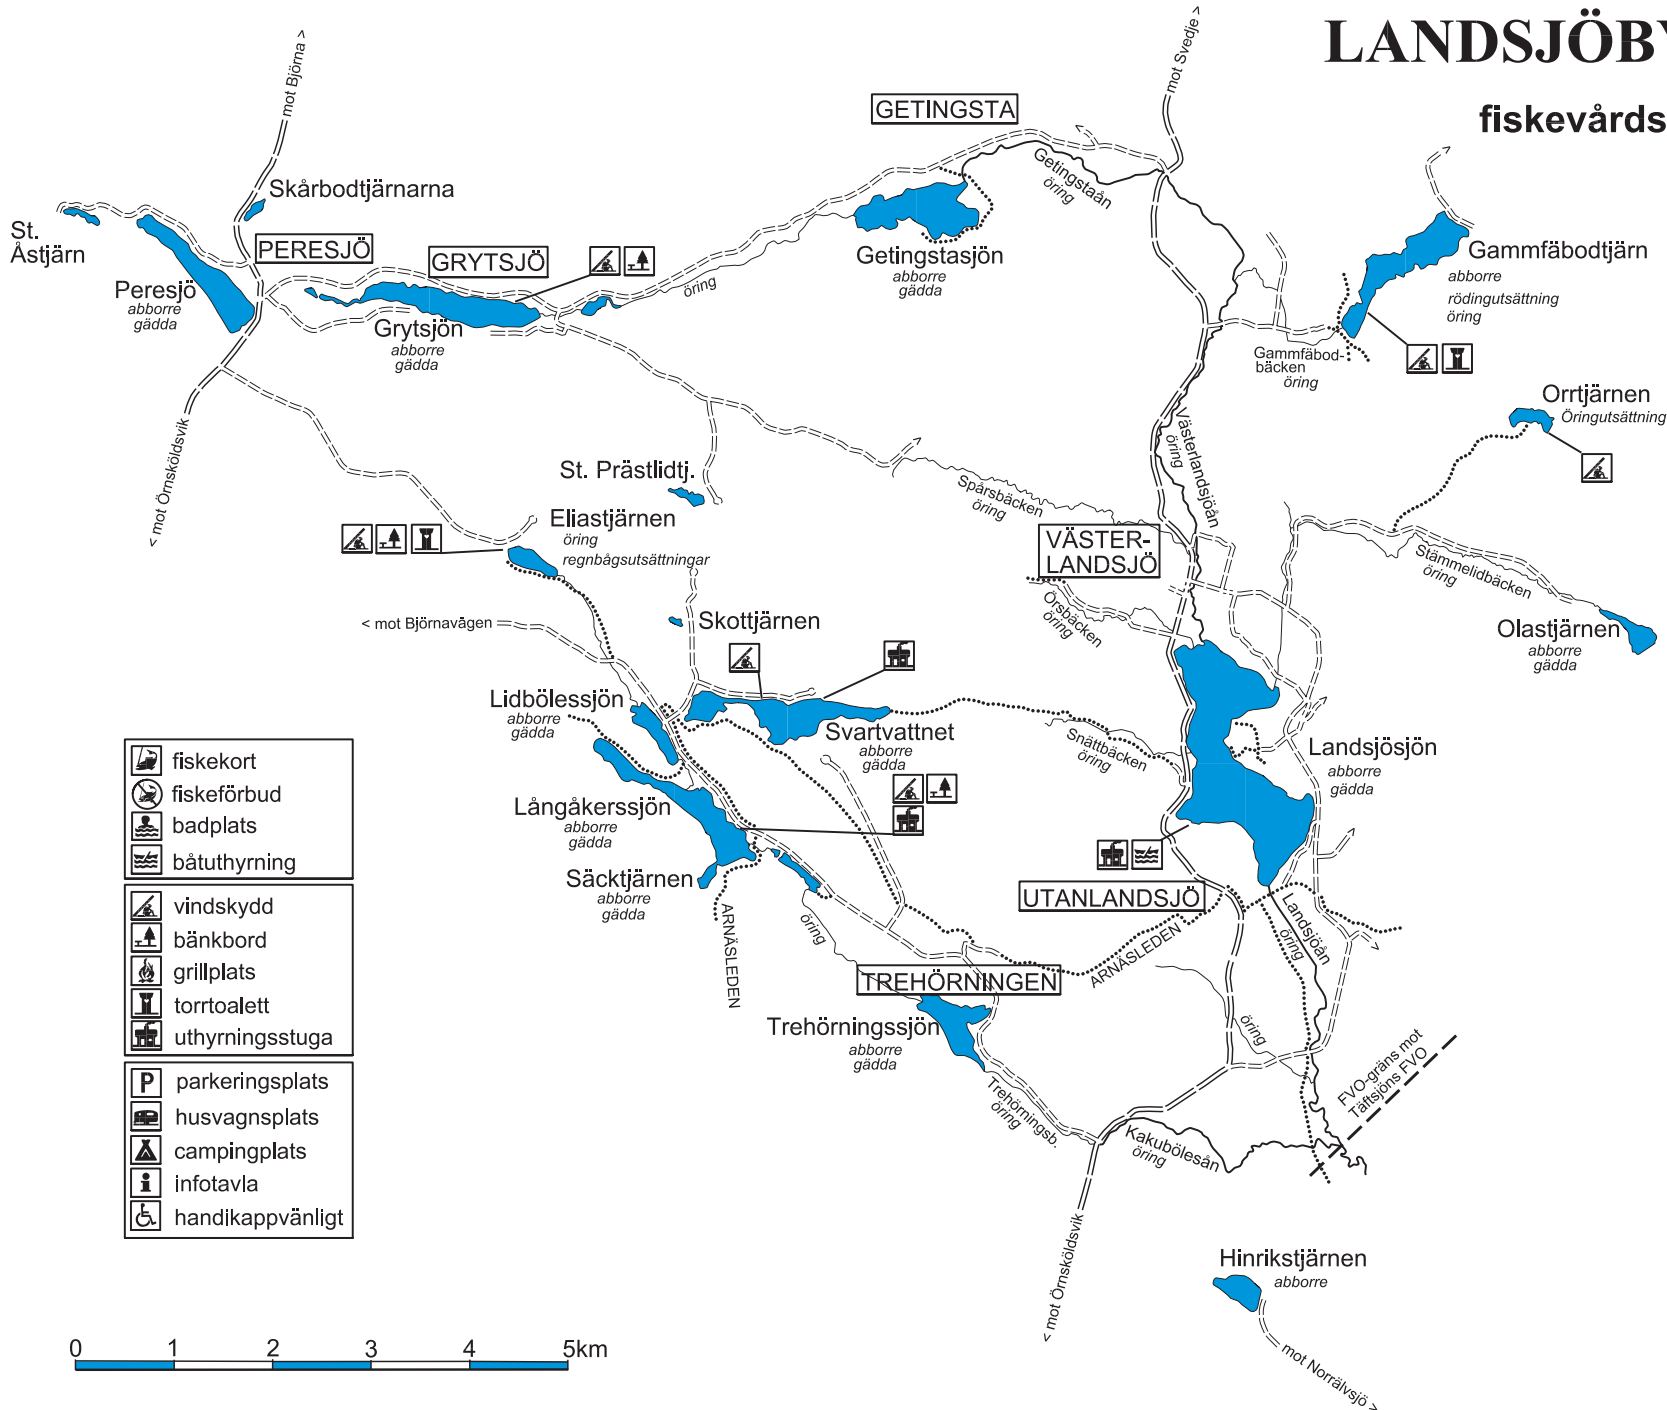 LANDSJÖBY
fiskevårds
mot Björna >
mot Svedje >
GETINGSTA
Getingstaån
öring
Skårbodtjärnarna
St.
Åstjärn
PERESJÖ
GRYTSJÖ
Peresjö
abborre
gädda
Grytsjön
abborre
gädda
öring
Getingstasjön
abborre
gädda
Gammfäbodtjärn
abborre
rödingutsättning
öring
Gammfäbod-
bäcken
öring
Orrtjärnen
Öringutsättning
< mot Örnsköldsvik
Västerlandsjöån
öring
St. Prästlidtj.
Spårsbäcken
öring
Eliastjärnen
öring
regnbågsutsättningar
VÄSTER-
LANDSJÖ
Stämmelidbäcken
öring
Örsbäcken
öring
< mot Björnavägen
Skottjärnen
Olastjärnen
abborre
gädda
Lidbölessjön
abborre
gädda
Svartvattnet
abborre
gädda
Snättbäcken
öring
Landsjösjön
abborre
gädda
Långåkerssjön
abborre
gädda
Säcktjärnen
abborre
gädda
ARNÄSLEDEN
öring
UTANLANDSJÖ
ARNÄSLEDEN
Landsjöån
öring
TREHÖRNINGEN
Trehörningssjön
abborre
gädda
öring
Trehörningsb.
öring
FVO-gräns mot
Täftsjöns FVO
Kakubölesån
öring
< mot Örnsköldsvik
Hinrikstjärnen
abborre
mot Norrälvsjö >
fiskekort
fiskeförbud
badplats
båtuthyrning
vindskydd
bänkbord
grillplats
torrtoalett
uthyrningsstuga
P parkeringsplats
husvagnsplats
campingplats
i infotavla
handikappvänligt
0 1 2 3 4 5km